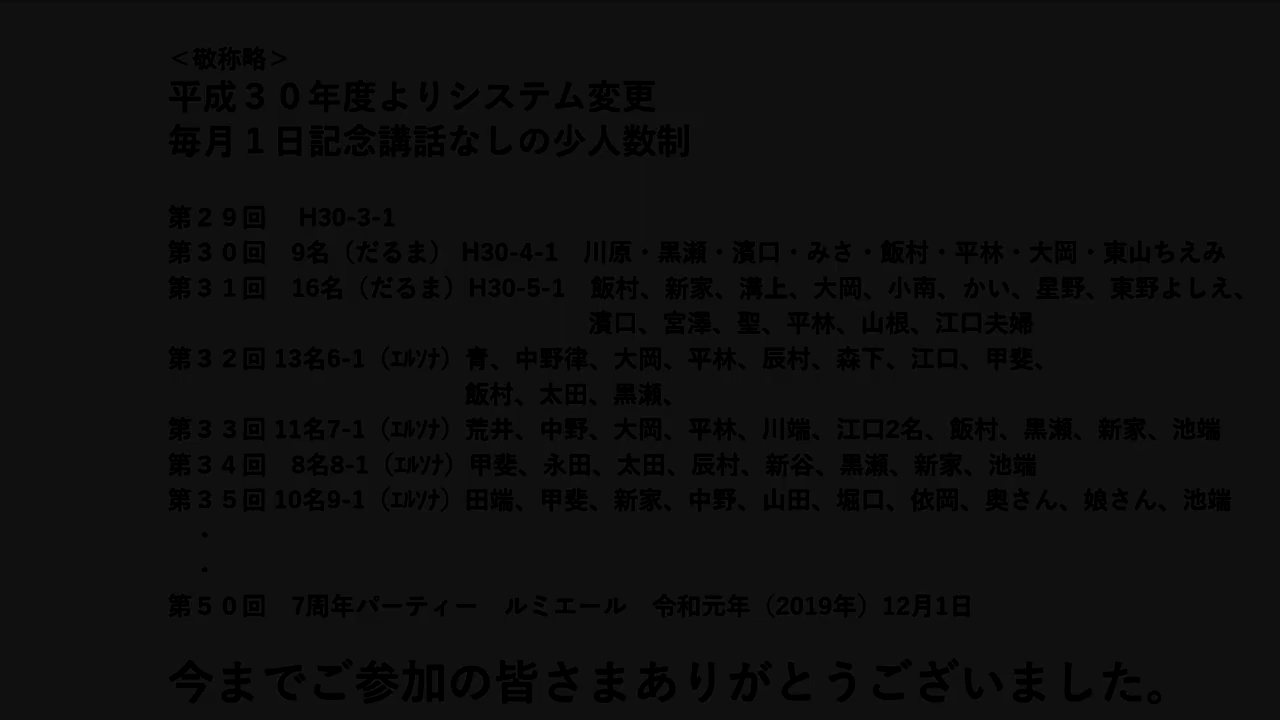 ＜敬称略＞
平成３０年度よりシステム変更
毎月１日記念講話なしの少人数制
第２９回　H30-3-1
第３０回　9名（だるま） H30-4-1　川原・黒瀬・濱口・みさ・飯村・平林・大岡・東山ちえみ
第３１回　16名（だるま）H30-5-1　飯村、新家、溝上、大岡、小南、かい、星野、東野よしえ、
濱口、宮澤、聖、平林、山根、江口夫婦
第３２回 13名6-1（ｴﾙｿﾅ）青、中野律、大岡、平林、辰村、森下、江口、甲斐、
飯村、太田、黒瀬、
第３３回 11名7-1（ｴﾙｿﾅ）荒井、中野、大岡、平林、川端、江口2名、飯村、黒瀬、新家、池端
第３４回　8名8-1（ｴﾙｿﾅ）甲斐、永田、太田、辰村、新谷、黒瀬、新家、池端
第３５回 10名9-1（ｴﾙｿﾅ）田端、甲斐、新家、中野、山田、堀口、依岡、奥さん、娘さん、池端
・
・
第５０回　7周年パーティー　ルミエール　令和元年（2019年）12月1日
今までご参加の皆さまありがとうございました。